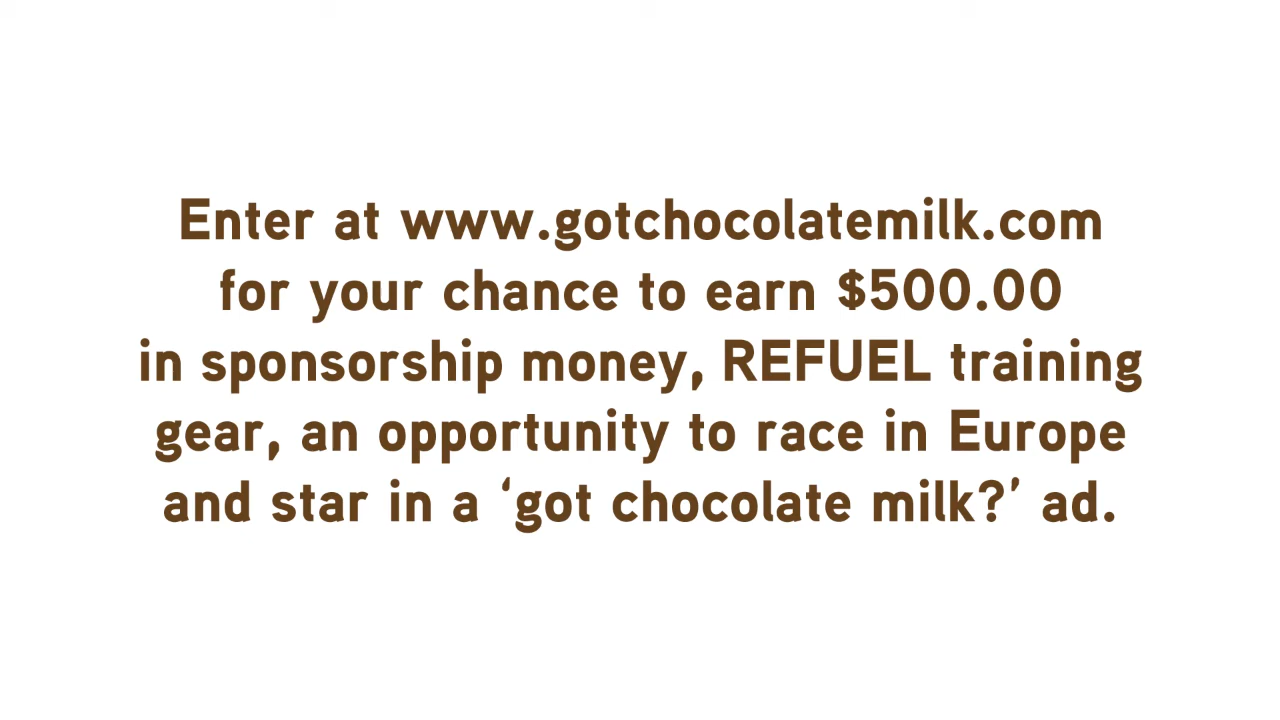 Enter at www.gotchocolatemilk.com
for your chance to earn $500.00
in sponsorship money, REFUEL training
gear, an opportunity to race in Europe
and star in a ‘got chocolate milk?’ ad.